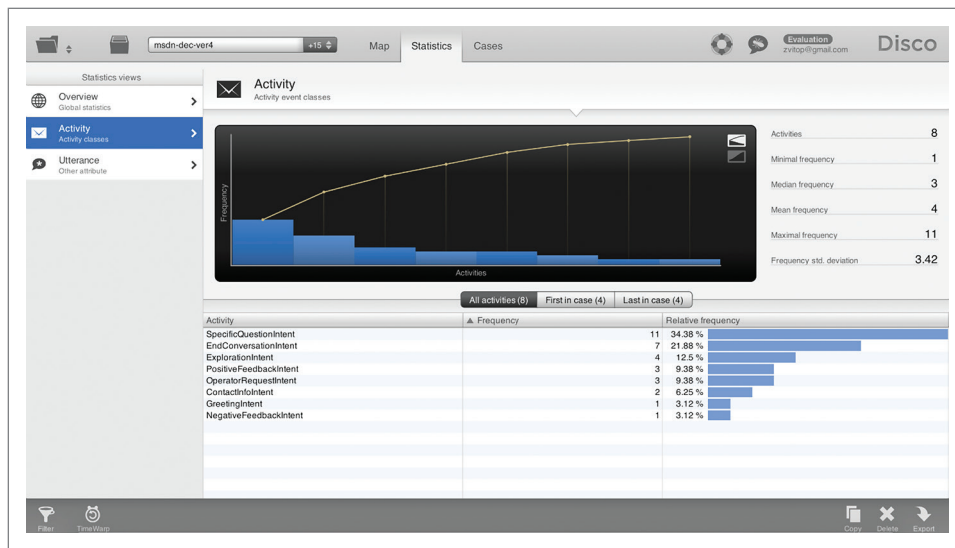 msdn-dec-ver4
+15
Map
Statistics
Cases
Evaluation
zvitop@gmail.com
Disco
Statistics views
Overview
Global statistics
Activity
Activity classes
Utterance
Other attribute
Activity
Activity event classes
Frequency
Activities
Activities 8
Minimal frequency 1
Median frequency 3
Mean frequency 4
Maximal frequency 11
Frequency std. deviation 3.42
All activities (8) First in case (4) Last in case (4)
Activity ▲ Frequency Relative frequency
SpecificQuestionIntent 11 34.38 %
EndConversationIntent 7 21.88 %
ExplorationIntent 4 12.5 %
PositiveFeedbackIntent 3 9.38 %
OperatorRequestIntent 3 9.38 %
ContactInfoIntent 2 6.25 %
GreetingIntent 1 3.12 %
NegativeFeedbackIntent 1 3.12 %
Filter TimeWarp Copy Delete Export